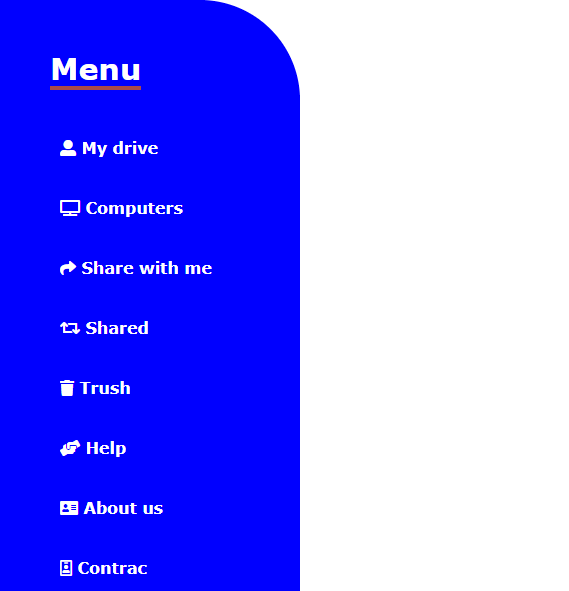 Menu
My drive
Computers
Share with me
Shared
Trush
Help
About us
Contrac